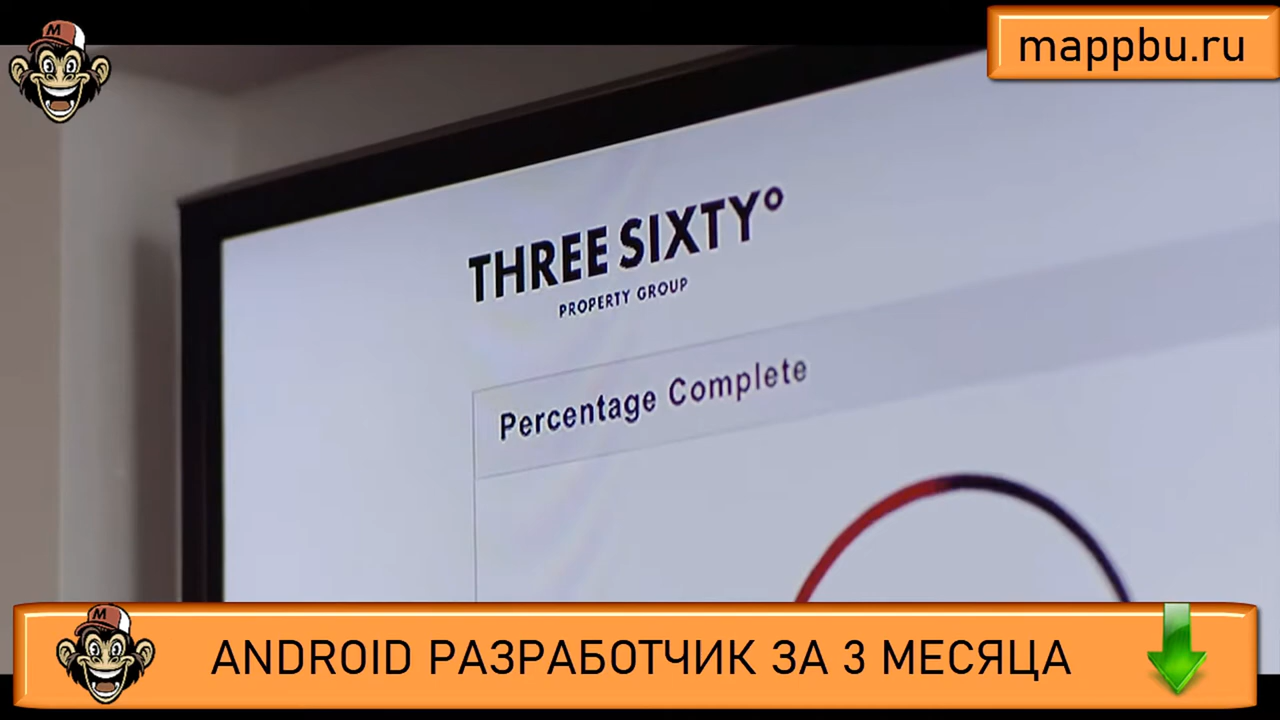 M
mappbu.ru
THREE SIXTY°
PROPERTY GROUP
Percentage Complete
M
ANDROID РАЗРАБОТЧИК ЗА 3 МЕСЯЦА